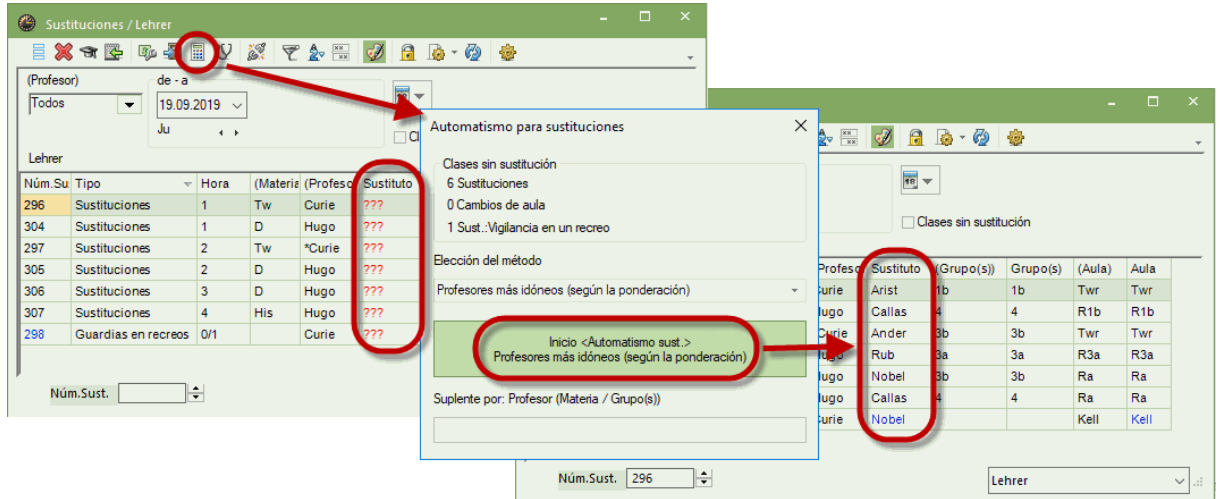 Sustituciones / Lehrer
(Profesor)
Todos
de - a
19.09.2019
Ju
Lehrer
Núm.Su Tipo Hora (Materia (Profesor Sustituto
296 Sustituciones 1 Tw Curie ???
304 Sustituciones 1 D Hugo ???
297 Sustituciones 2 Tw *Curie ???
305 Sustituciones 2 D Hugo ???
306 Sustituciones 3 D Hugo ???
307 Sustituciones 4 His Hugo ???
298 Guardias en recreos 0/1 Curie ???
Núm.Sust.
Automatismo para sustituciones
Clases sin sustitución
6 Sustituciones
0 Cambios de aula
1 Sust.:Vigilancia en un recreo
Elección del método
Profesores más idóneos (según la ponderación)
Inicio <Automatismo sust.>
Profesores más idóneos (según la ponderación)
Suplente por: Profesor (Materia / Grupo(s))
Clases sin sustitución
Profesor Sustituto (Grupo(s)) Grupo(s) (Aula) Aula
Curie Arist 1b 1b Twr Twr
Hugo Callas 4 4 R1b R1b
Curie Ander 3b 3b Twr Twr
Hugo Rub 3a 3a R3a R3a
Hugo Nobel 3b 3b Ra Ra
Hugo Callas 4 4 Ra Ra
Curie Nobel Kell Kell
Núm.Sust. 296
Lehrer